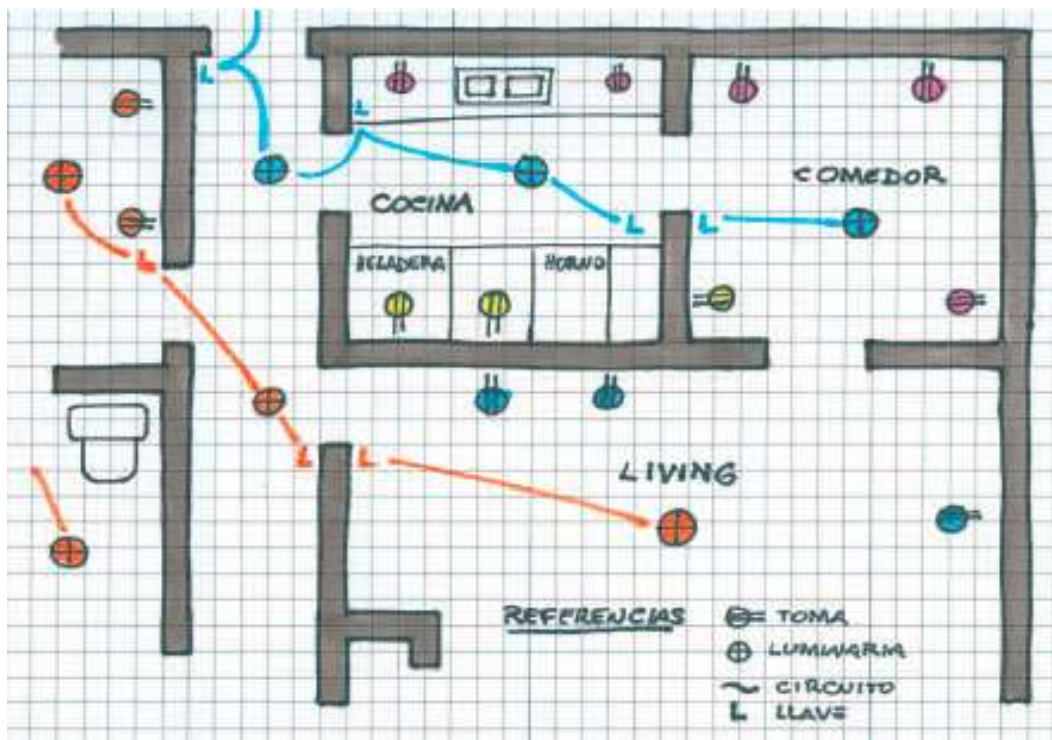 L
L
COMEDOR
COCINA
L
L
L
HELADERA
HORNO
L
L
LIVING
REFERENCIAS
TOMA
LUMINARIA
CIRCUITO
L LLAVE